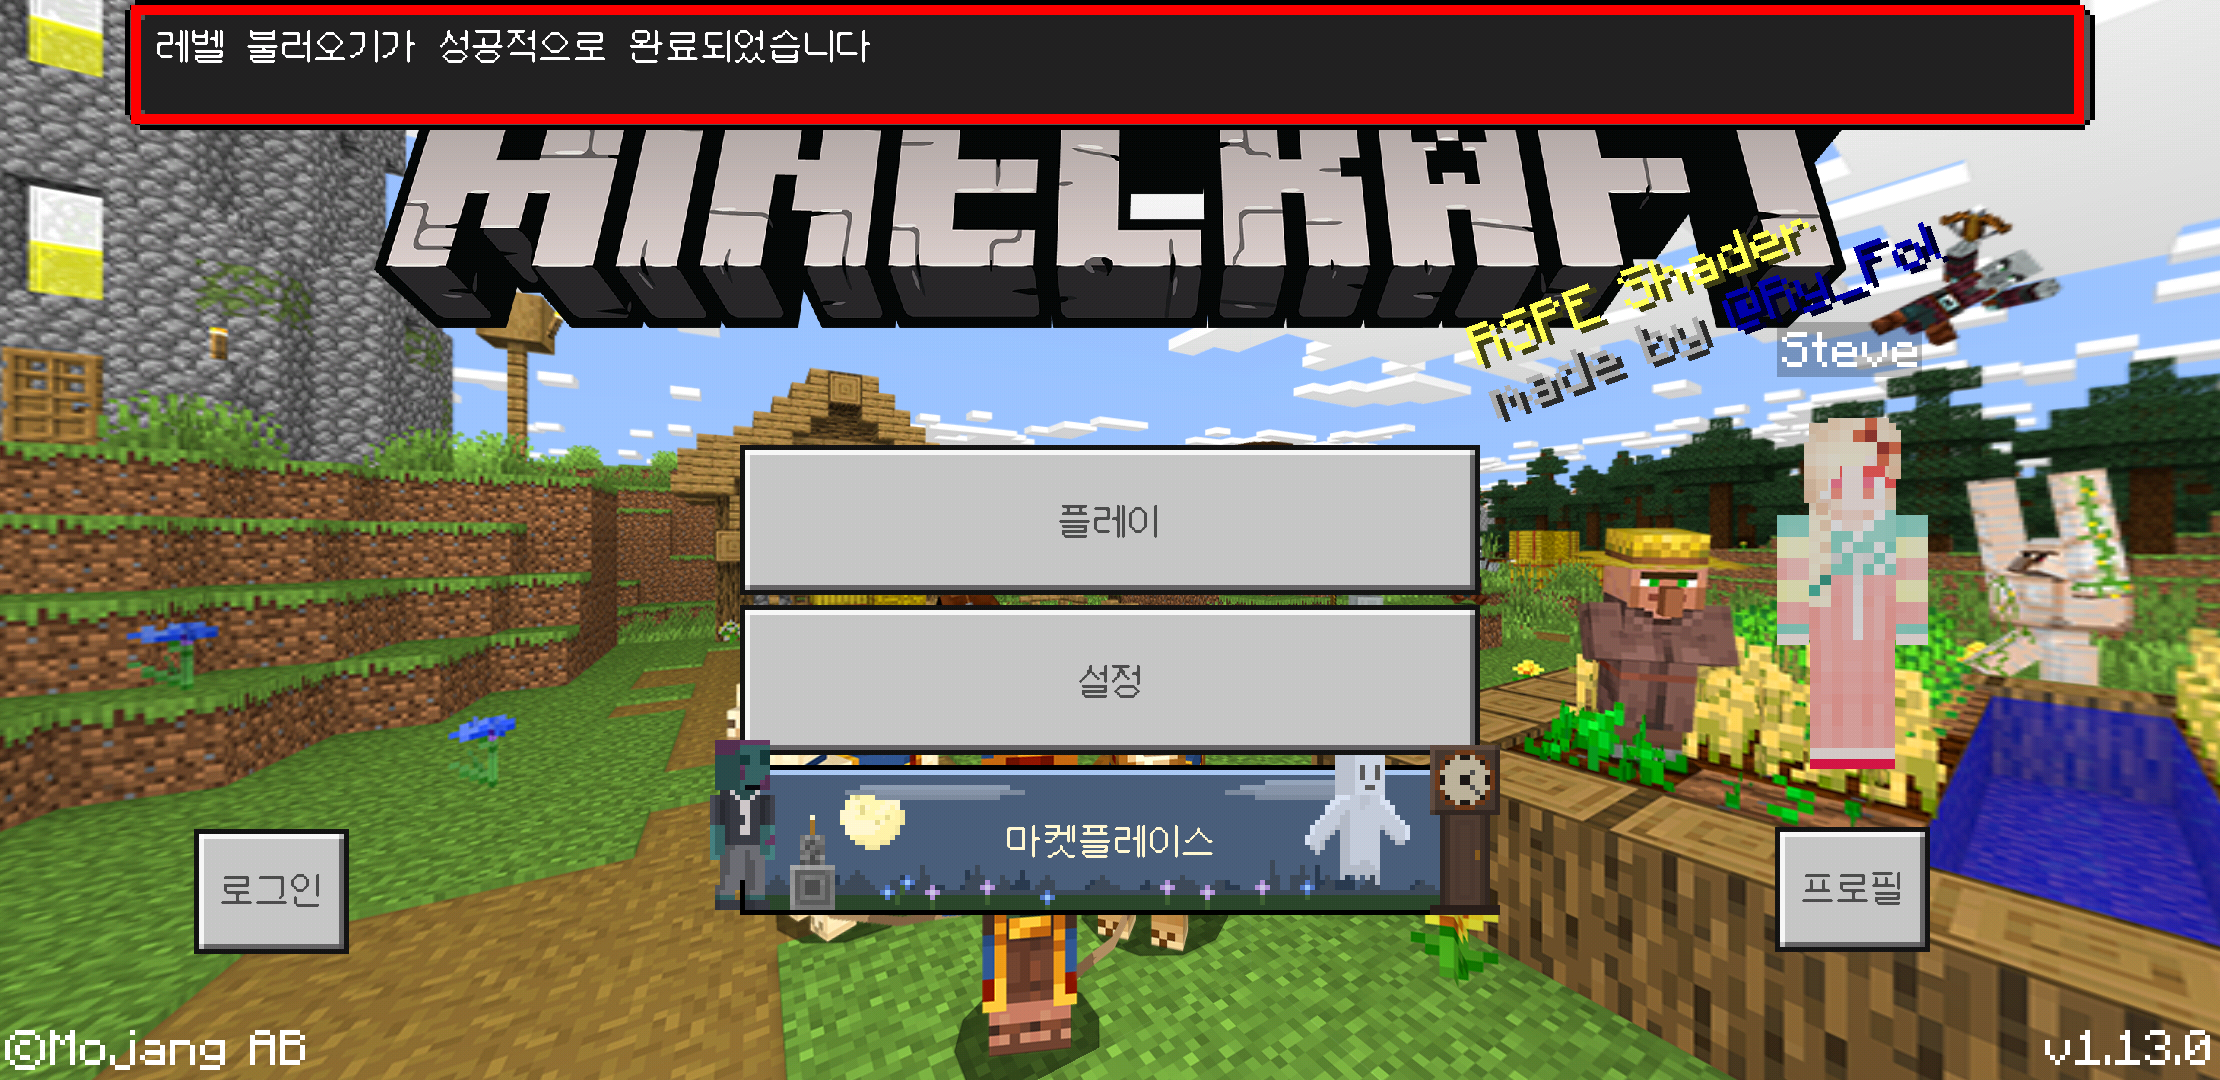 레벨 불러오기가 성공적으로 완료되었습니다
MINECRAFT
RSPE Shader
Made by @Ay_Fol
Steve
플레이
설정
마켓플레이스
로그인
프로필
©Mojang AB
v1.13.0